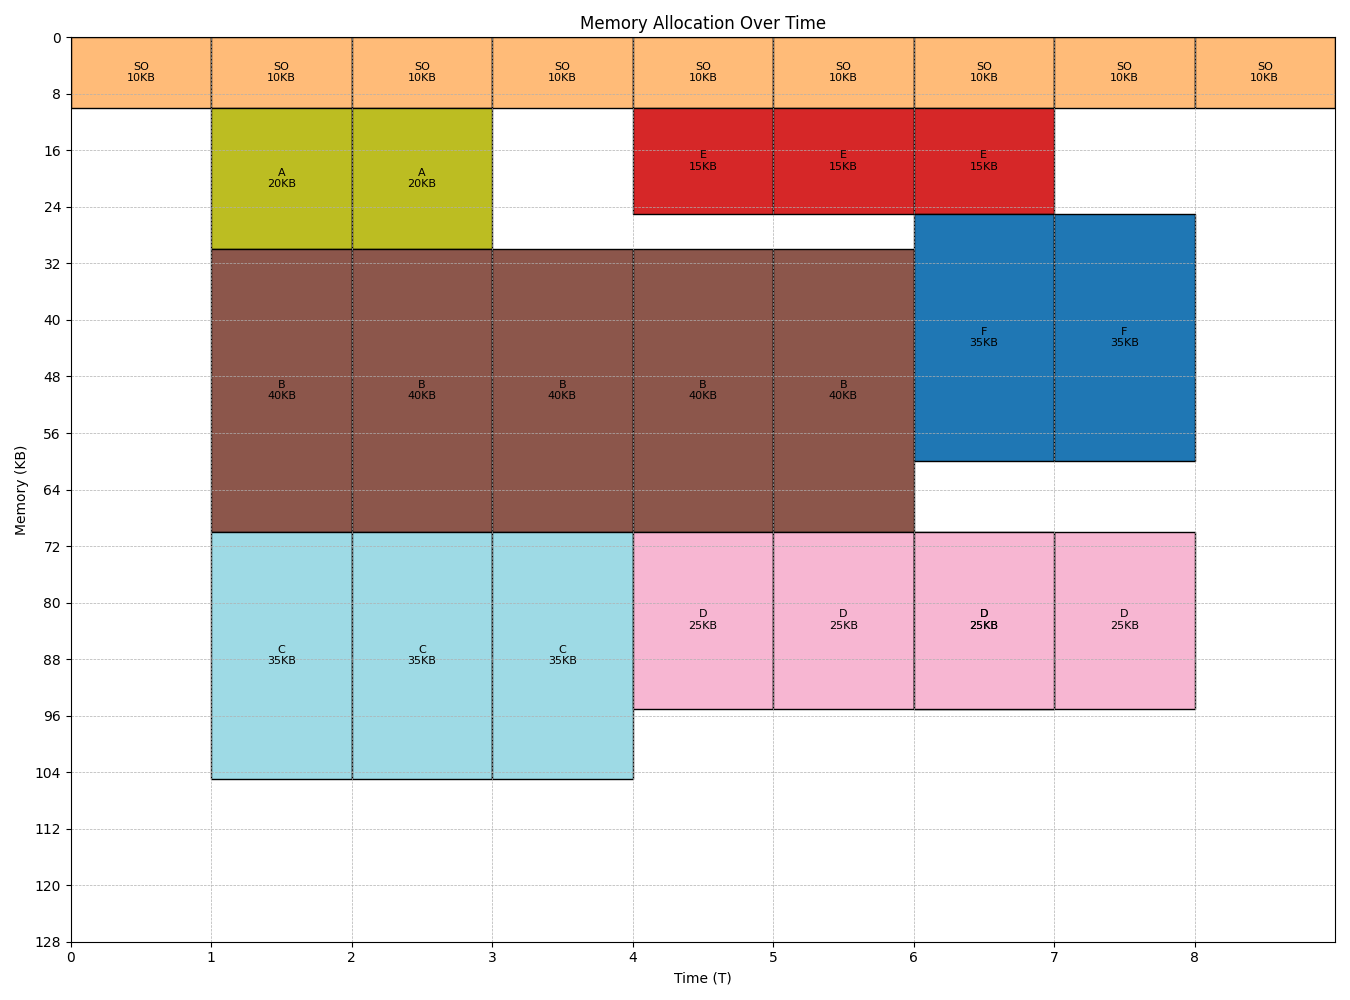 Memory Allocation Over Time
0
8
16
24
32
40
48
56
64
72
80
88
96
104
112
120
128
Memory (KB)
SO
10KB
SO
10KB
SO
10KB
SO
10KB
SO
10KB
SO
10KB
SO
10KB
SO
10KB
SO
10KB
A
20KB
A
20KB
E
15KB
E
15KB
E
15KB
B
40KB
B
40KB
B
40KB
B
40KB
B
40KB
F
35KB
F
35KB
C
35KB
C
35KB
C
35KB
D
25KB
D
25KB
D
25KB
D
25KB
0
1
2
3
4
5
6
7
8
Time (T)